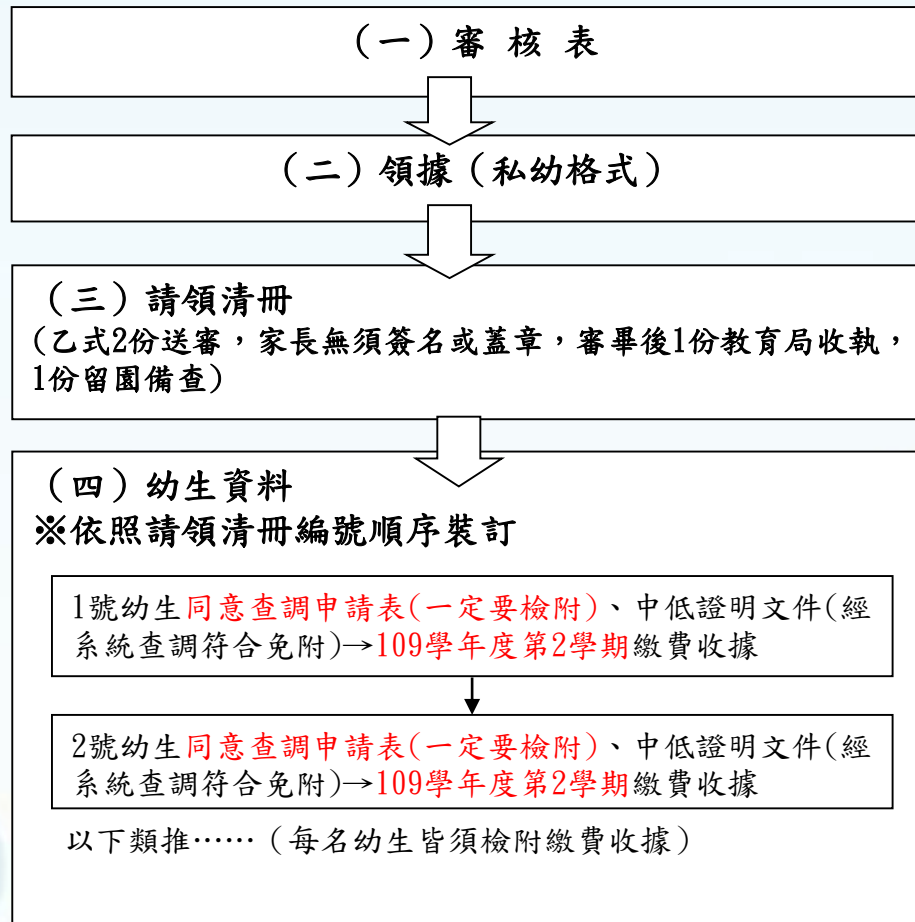 （一）審 核 表
（二）領據（私幼格式）
（三）請領清冊
(乙式2份送審，家長無須簽名或蓋章，審畢後1份教育局收執，
1份留園備查)
（四）幼生資料
※依照請領清冊編號順序裝訂
1號幼生同意查調申請表(一定要檢附)、中低證明文件(經
系統查調符合免附)→109學年度第2學期繳費收據
2號幼生同意查調申請表(一定要檢附)、中低證明文件(經
系統查調符合免附)→109學年度第2學期繳費收據
以下類推……（每名幼生皆須檢附繳費收據）